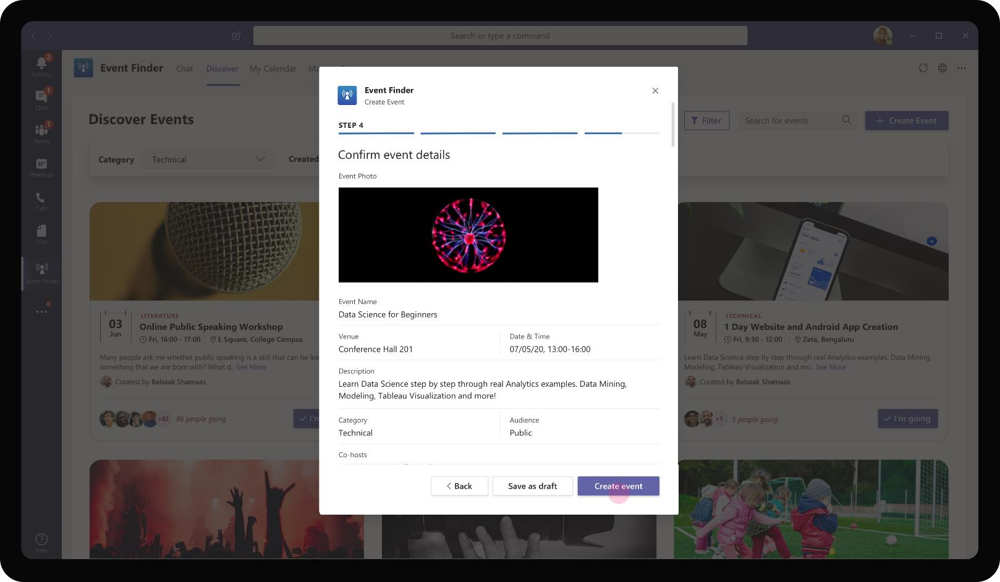 Search or type a command
2
Activity
1
Chat
1
Teams
Meetings
Calls
Files
Event Finder
Help
Event Finder
Chat
Discover
My Calendar
Discover Events
Filter
Search for events
Create Event
Category
Technical
Created
Event Finder
Create Event
STEP 4
Confirm event details
Event Photo
Event Name
Data Science for Beginners
Venue
Conference Hall 201
Date & Time
07/05/20, 13:00-16:00
Description
Learn Data Science step by step through real Analytics examples. Data Mining,
Modeling, Tableau Visualization and more!
Category
Technical
Audience
Public
Co-hosts
Back
Save as draft
Create event
03
Jun
LITERATURE
Online Public Speaking Workshop
Fri, 16:00 - 17:00
L Square, College Campus
Many people ask me whether public speaking is a skill that can be
something that we are born with? What d.. See More
Created by Babaak Shamaas
+82
86 people going
Live data
08
May
TECHNICAL
1 Day Website and Android App Creation
Fri, 9:30 - 12:00
Zeta, Bengaluru
Learn Data Science step by step through real Analytics examples. Data Mining,
Modeling, Tableau Visualization and mo.. See More
Created by Babaak Shamaas
+1
5 people going
I'm going